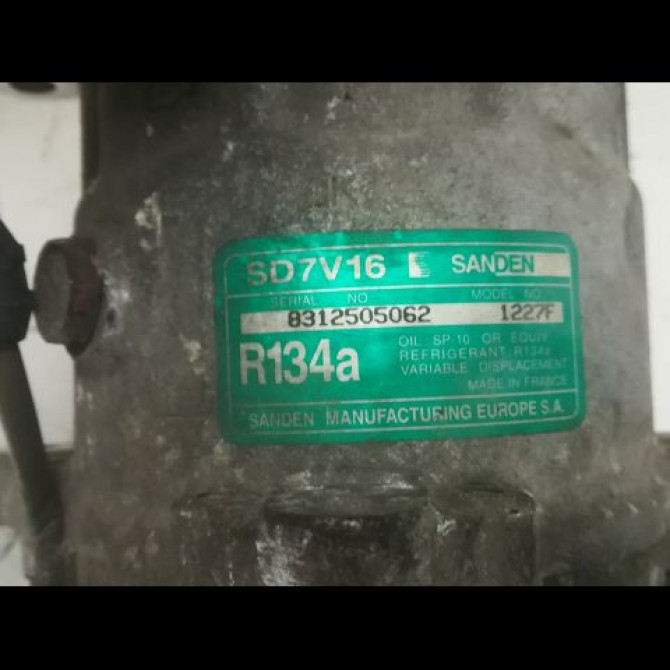 SD7V16 E SANDEN
SERIAL NO MODEL NO.
8312505062 1227F
R134a
OIL SP-10 OR EQUIV
REFRIGERANT R134a
VARIABLE DISPLACEMENT
MADE IN FRANCE
SANDEN MANUFACTURING EUROPE S.A.